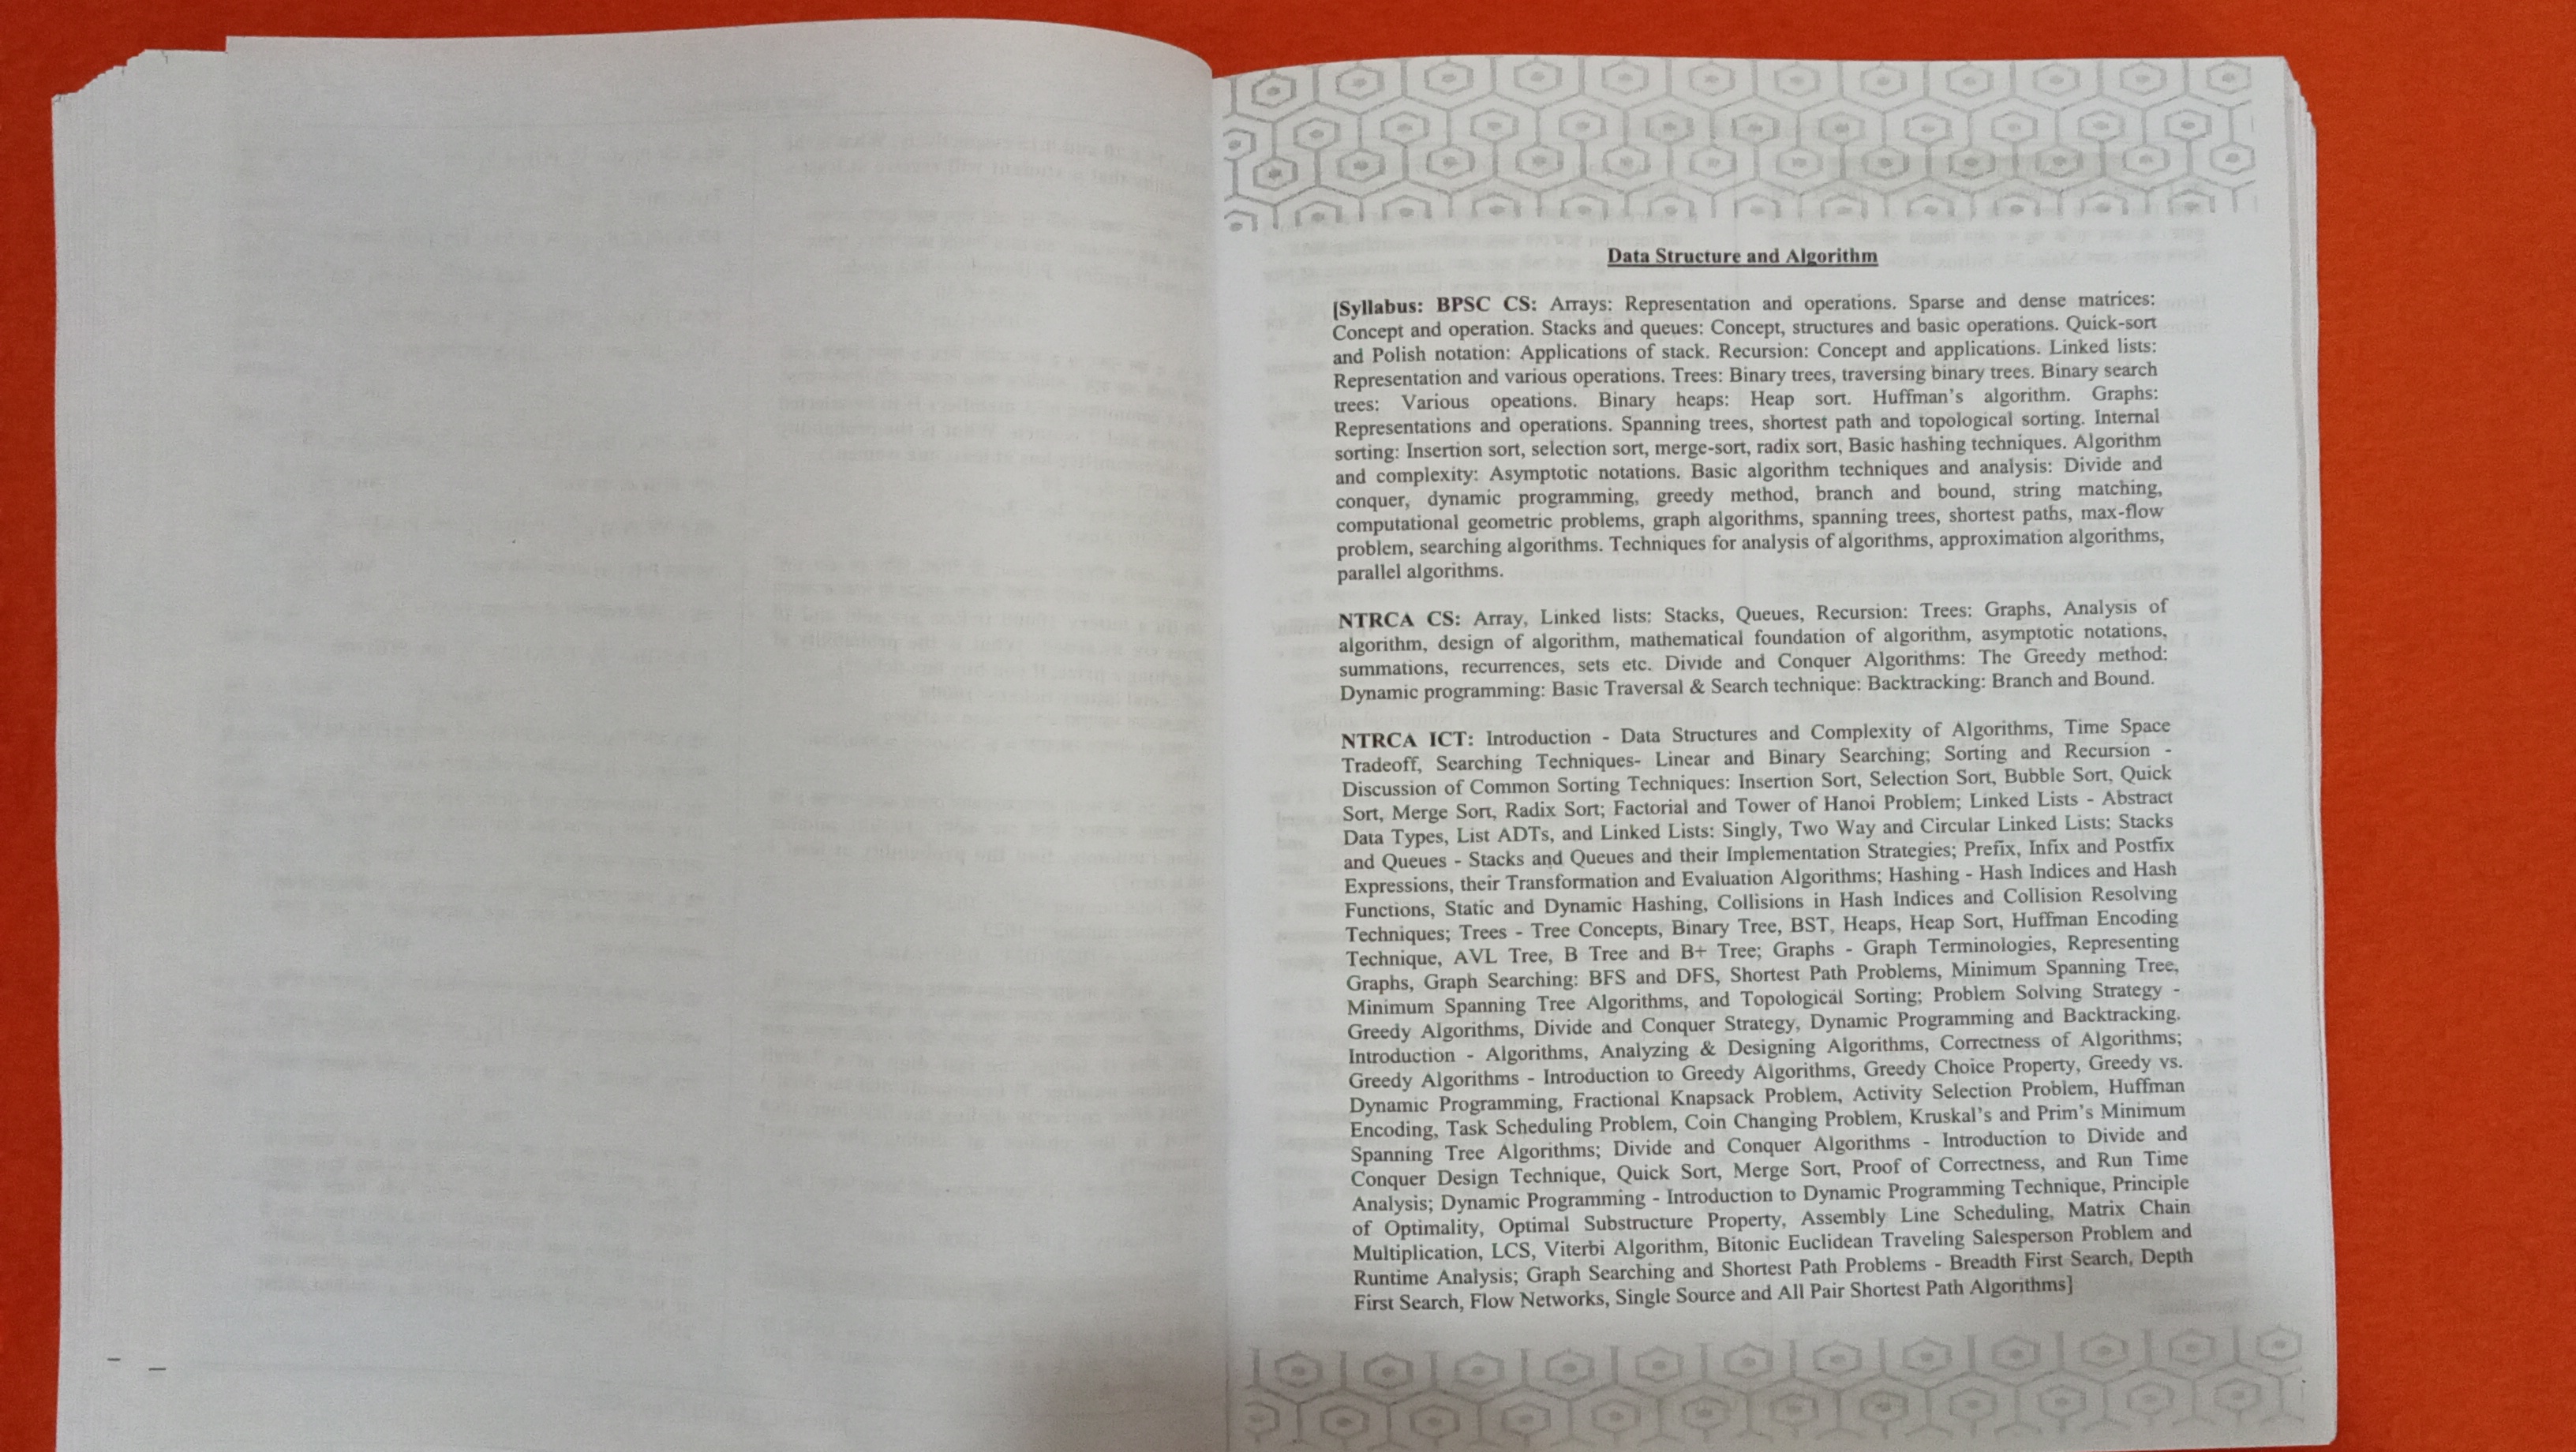 Data Structure and Algorithm
[Syllabus: BPSC CS: Arrays: Representation and operations. Sparse and dense matrices:
Concept and operation. Stacks and queues: Concept, structures and basic operations. Quick-sort
and Polish notation: Applications of stack. Recursion: Concept and applications. Linked lists:
Representation and various operations. Trees: Binary trees, traversing binary trees. Binary search
trees: Various opeations. Binary heaps: Heap sort. Huffman's algorithm. Graphs:
Representations and operations. Spanning trees, shortest path and topological sorting. Internal
sorting: Insertion sort, selection sort, merge-sort, radix sort, Basic hashing techniques. Algorithm
and complexity: Asymptotic notations. Basic algorithm techniques and analysis: Divide and
conquer, dynamic programming, greedy method, branch and bound, string matching,
computational geometric problems, graph algorithms, spanning trees, shortest paths, max-flow
problem, searching algorithms. Techniques for analysis of algorithms, approximation algorithms,
parallel algorithms.
NTRCA CS: Array, Linked lists: Stacks, Queues, Recursion: Trees: Graphs, Analysis of
algorithm, design of algorithm, mathematical foundation of algorithm, asymptotic notations,
summations, recurrences, sets etc. Divide and Conquer Algorithms: The Greedy method:
Dynamic programming: Basic Traversal & Search technique: Backtracking: Branch and Bound.
NTRCA ICT: Introduction - Data Structures and Complexity of Algorithms, Time Space
Tradeoff, Searching Techniques- Linear and Binary Searching; Sorting and Recursion -
Discussion of Common Sorting Techniques: Insertion Sort, Selection Sort, Bubble Sort, Quick
Sort, Merge Sort, Radix Sort; Factorial and Tower of Hanoi Problem; Linked Lists - Abstract
Data Types, List ADTs, and Linked Lists: Singly, Two Way and Circular Linked Lists; Stacks
and Queues - Stacks and Queues and their Implementation Strategies; Prefix, Infix and Postfix
Expressions, their Transformation and Evaluation Algorithms; Hashing - Hash Indices and Hash
Functions, Static and Dynamic Hashing, Collisions in Hash Indices and Collision Resolving
Techniques; Trees - Tree Concepts, Binary Tree, BST, Heaps, Heap Sort, Huffman Encoding
Technique, AVL Tree, B Tree and B+ Tree; Graphs - Graph Terminologies, Representing
Graphs, Graph Searching: BFS and DFS, Shortest Path Problems, Minimum Spanning Tree,
Minimum Spanning Tree Algorithms, and Topological Sorting; Problem Solving Strategy -
Greedy Algorithms, Divide and Conquer Strategy, Dynamic Programming and Backtracking.
Introduction - Algorithms, Analyzing & Designing Algorithms, Correctness of Algorithms;
Greedy Algorithms - Introduction to Greedy Algorithms, Greedy Choice Property, Greedy vs.
Dynamic Programming, Fractional Knapsack Problem, Activity Selection Problem, Huffman
Encoding, Task Scheduling Problem, Coin Changing Problem, Kruskal's and Prim's Minimum
Spanning Tree Algorithms; Divide and Conquer Algorithms - Introduction to Divide and
Conquer Design Technique, Quick Sort, Merge Sort, Proof of Correctness, and Run Time
Analysis; Dynamic Programming - Introduction to Dynamic Programming Technique, Principle
of Optimality, Optimal Substructure Property, Assembly Line Scheduling, Matrix Chain
Multiplication, LCS, Viterbi Algorithm, Bitonic Euclidean Traveling Salesperson Problem and
Runtime Analysis; Graph Searching and Shortest Path Problems - Breadth First Search, Depth
First Search, Flow Networks, Single Source and All Pair Shortest Path Algorithms]